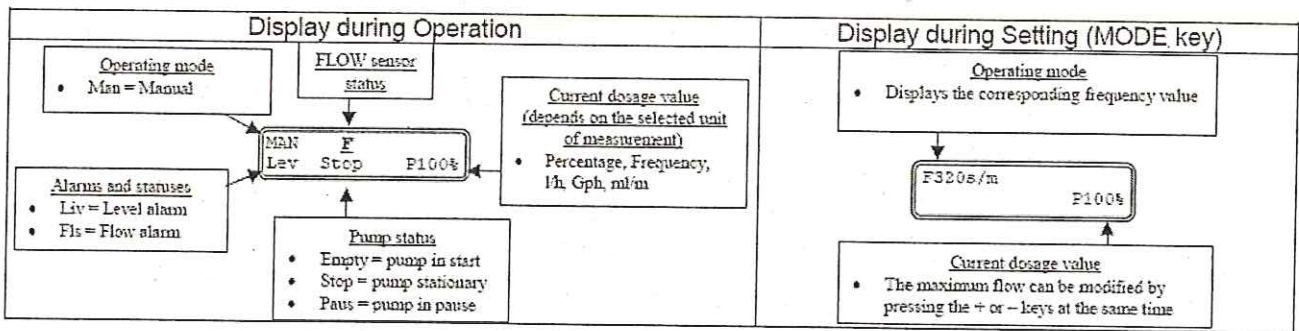 Display during Operation
Operating mode
• Man = Manual
FLOW sensor
status
Current dosage value
(depends on the selected unit
of measurement)
• Percentage, Frequency,
l/h, Gph, ml/m
MAN F
Lev Stop P100%
Alarms and statuses
• Liv = Level alarm
• Fls = Flow alarm
Pump status
• Empty = pump in start
• Stop = pump stationary
• Paus = pump in pause
Display during Setting (MODE key)
Operating mode
• Displays the corresponding frequency value
F320s/m
P100%
Current dosage value
• The maximum flow can be modified by
pressing the + or – keys at the same time